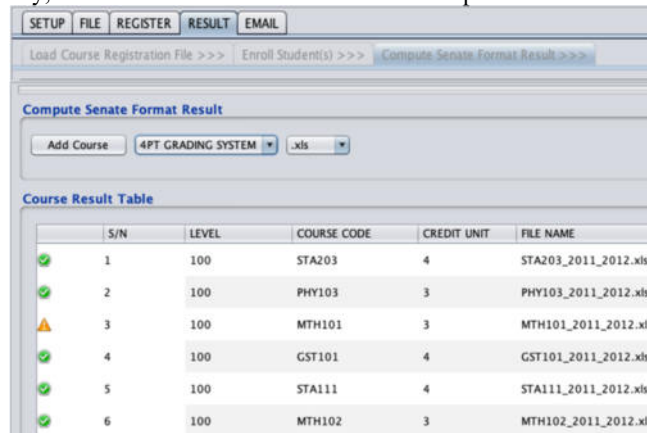 SETUP FILE REGISTER RESULT EMAIL
Load Course Registration File >>> Enroll Student(s) >>> Compute Senate Format Result >>>
Compute Senate Format Result
Add Course 4PT GRADING SYSTEM .xls
Course Result Table
S/N LEVEL COURSE CODE CREDIT UNIT FILE NAME
1 100 STA203 4 STA203_2011_2012.xls
2 100 PHY103 3 PHY103_2011_2012.xls
3 100 MTH101 3 MTH101_2011_2012.xl
4 100 GST101 4 GST101_2011_2012.xls
5 100 STA111 4 STA111_2011_2012.xls
6 100 MTH102 3 MTH102_2011_2012.xl